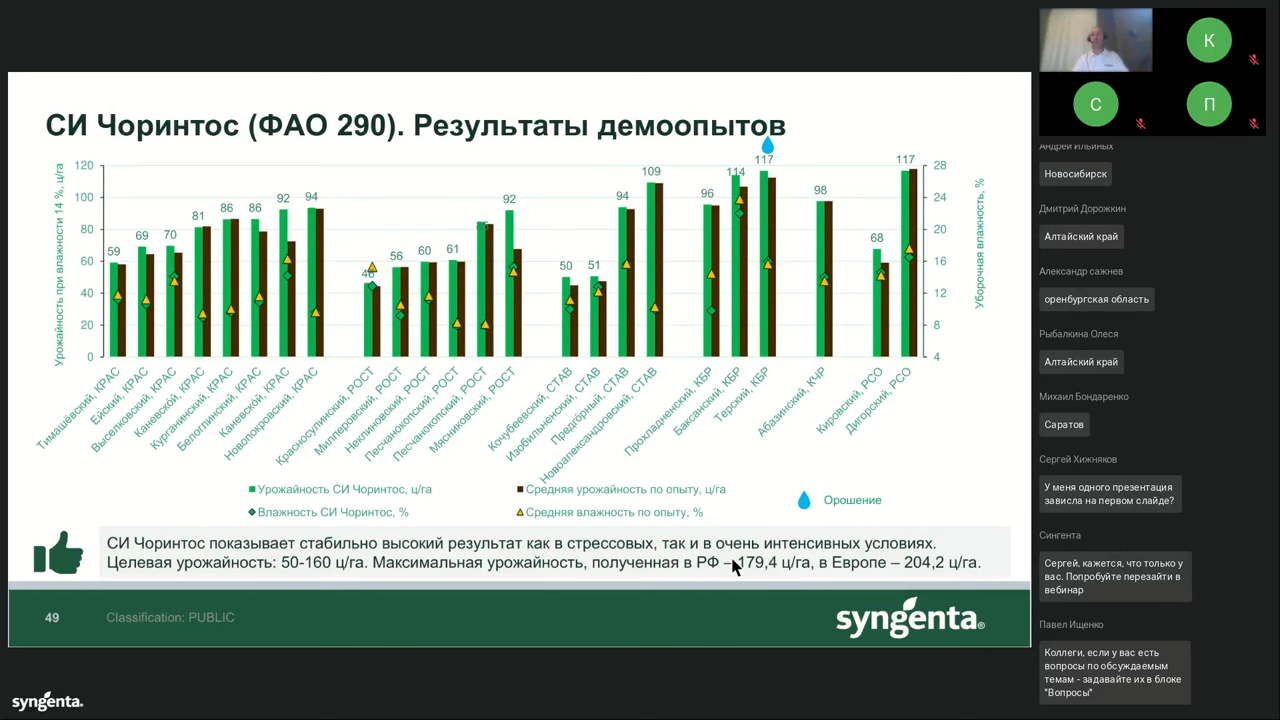 СИ Чоринтос (ФАО 290). Результаты демоопытов
Урожайность при влажности 14 %, ц/га
120
100
80
60
40
20
0
59
69
70
81
86
86
92
94
46
56
60
61
85
92
50
51
94
109
96
114
117
98
68
117
28
24
20
16
12
8
4
Уборочная влажность, %
Тимашёвский, КРАС
Ейский, КРАС
Выселковский, КРАС
Каневской, КРАС
Курганинский, КРАС
Белоглинский, КРАС
Каневской, КРАС
Новопокровский, КРАС
Красносулинский, РОСТ
Миллеровский, РОСТ
Неклиновский, РОСТ
Песчанокопский, РОСТ
Песчанокопский, РОСТ
Мясниковский, РОСТ
Кочубеевский, СТАВ
Изобильненский, СТАВ
Предгорный, СТАВ
Новоалександровский, СТАВ
Прохладненский, КБР
Баксанский, КБР
Терский, КБР
Абазинский, КЧР
Кировский, РСО
Дигорский, РСО
Урожайность СИ Чоринтос, ц/га
Средняя урожайность по опыту, ц/га
Влажность СИ Чоринтос, %
Средняя влажность по опыту, %
Орошение
СИ Чоринтос показывает стабильно высокий результат как в стрессовых, так и в очень интенсивных условиях.
Целевая урожайность: 50-160 ц/га. Максимальная урожайность, полученная в РФ – 179,4 ц/га, в Европе – 204,2 ц/га.
49
Classification: PUBLIC
syngenta®
syngenta.
К
С
П
Андрей Ильиных
Новосибирск
Дмитрий Дорожкин
Алтайский край
Александр сажнев
оренбургская область
Рыбалкина Олеся
Алтайский край
Михаил Бондаренко
Саратов
Сергей Хижняков
У меня одного презентация
зависла на первом слайде?
Сингента
Сергей, кажется, что только у
вас. Попробуйте перезайти в
вебинар
Павел Ищенко
Коллеги, если у вас есть
вопросы по обсуждаемым
темам - задавайте их в блоке
"Вопросы"